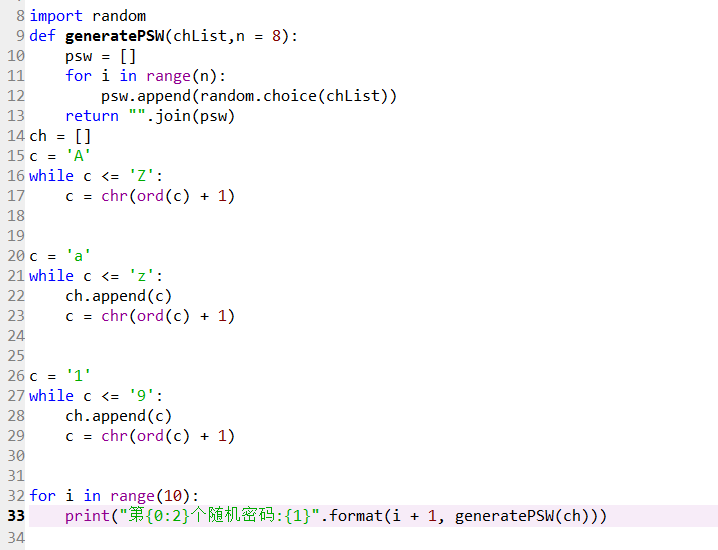 8 import random
9 def generatePSW(chList,n = 8):
10     psw = []
11     for i in range(n):
12         psw.append(random.choice(chList))
13     return "".join(psw)
14 ch = []
15 c = 'A'
16 while c <= 'Z':
17     c = chr(ord(c) + 1)
18
19
20 c = 'a'
21 while c <= 'z':
22     ch.append(c)
23     c = chr(ord(c) + 1)
24
25
26 c = '1'
27 while c <= '9':
28     ch.append(c)
29     c = chr(ord(c) + 1)
30
31
32 for i in range(10):
33     print("第{0:2}个随机密码:{1}".format(i + 1, generatePSW(ch)))
34